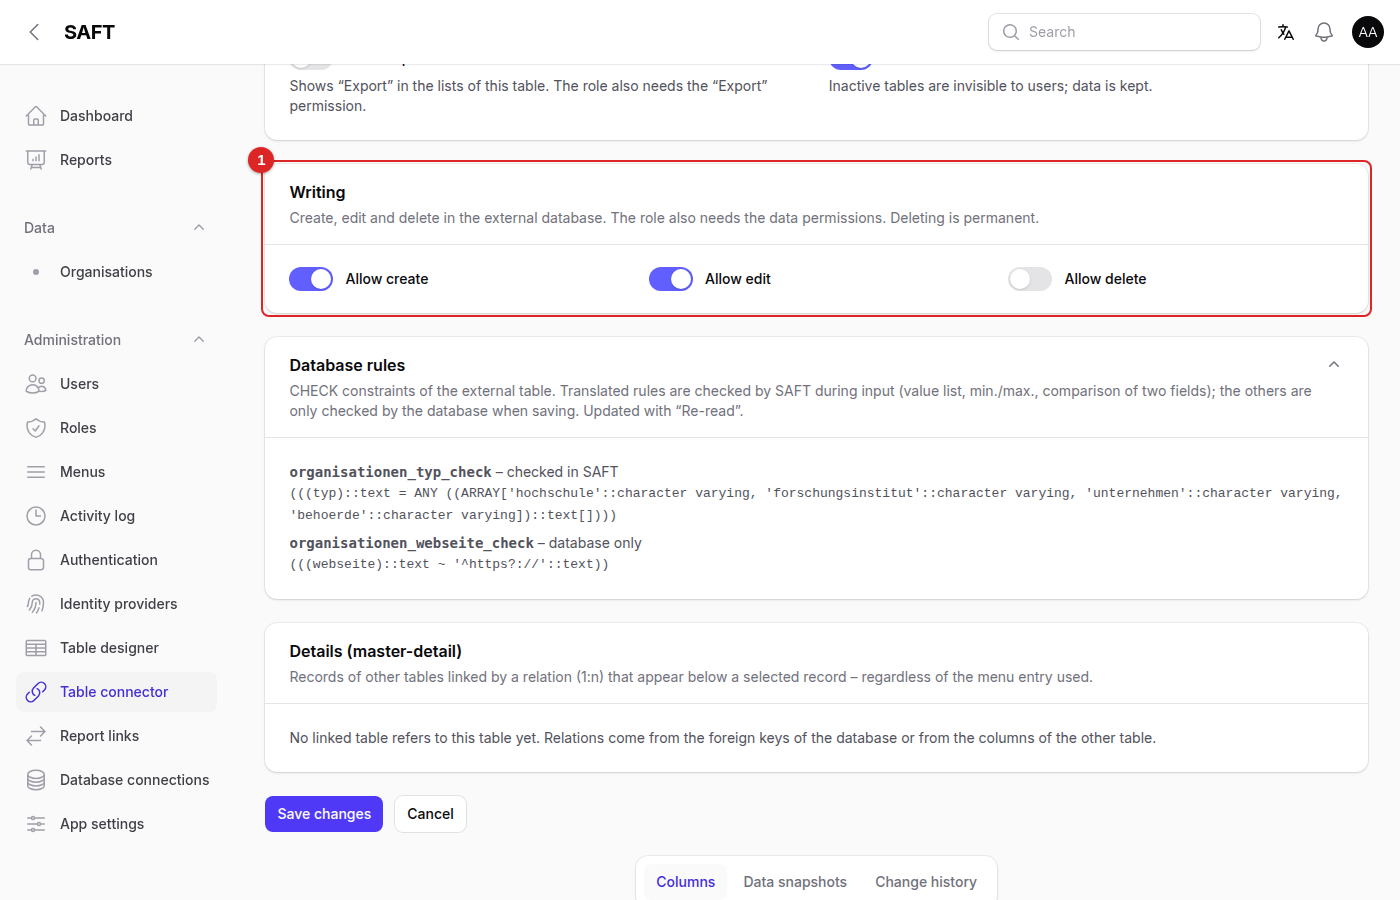 SAFT
Search
AA
Dashboard
Reports
Data
Organisations
Administration
Users
Roles
Menus
Activity log
Authentication
Identity providers
Table designer
Table connector
Report links
Database connections
App settings
Shows “Export” in the lists of this table. The role also needs the “Export”
permission.
Inactive tables are invisible to users; data is kept.
1
Writing
Create, edit and delete in the external database. The role also needs the data permissions. Deleting is permanent.
Allow create
Allow edit
Allow delete
Database rules
CHECK constraints of the external table. Translated rules are checked by SAFT during input (value list, min./max., comparison of two fields); the others are
only checked by the database when saving. Updated with “Re-read”.
organisationen_typ_check – checked in SAFT
(((typ)::text = ANY ((ARRAY['hochschule'::character varying, 'forschungsinstitut'::character varying, 'unternehmen'::character varying,
'behoerde'::character varying])::text[])))
organisationen_webseite_check – database only
(((webseite)::text ~ '^https?://'::text))
Details (master-detail)
Records of other tables linked by a relation (1:n) that appear below a selected record – regardless of the menu entry used.
No linked table refers to this table yet. Relations come from the foreign keys of the database or from the columns of the other table.
Save changes
Cancel
Columns
Data snapshots
Change history